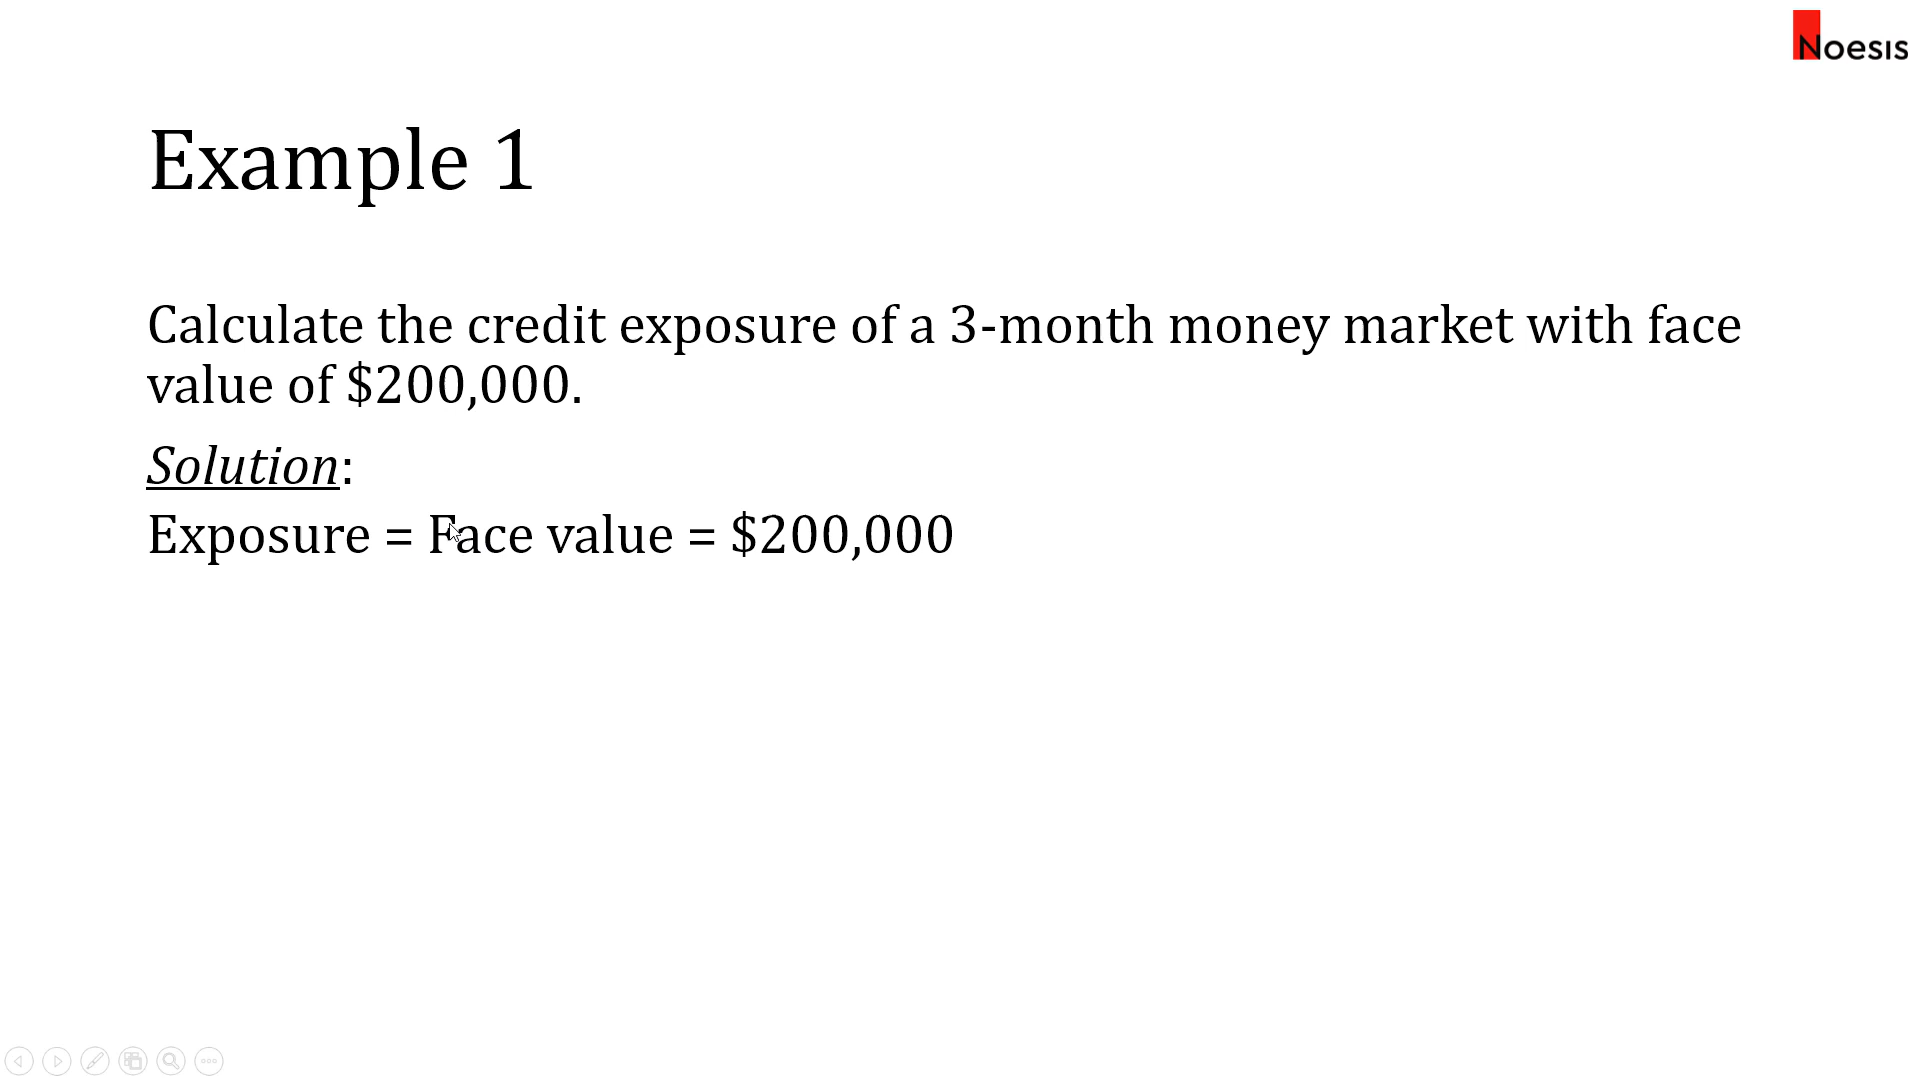 Noesis
Example 1
Calculate the credit exposure of a 3-month money market with face
value of $200,000.
Solution:
Exposure = Face value = $200,000